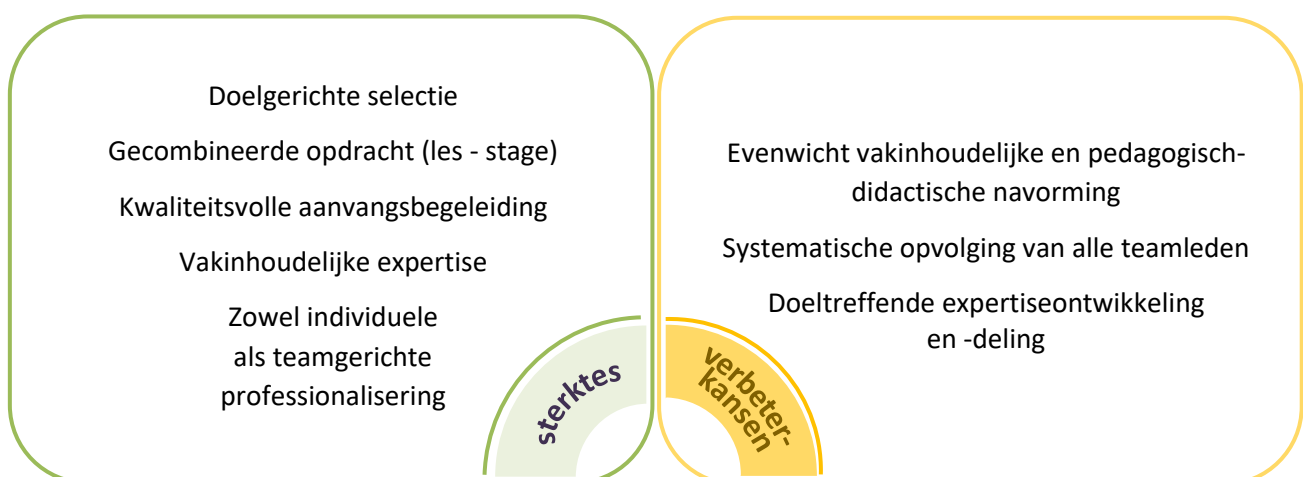 Doelgerichte selectie
Gecombineerde opdracht (les - stage)
Kwaliteitsvolle aanvangsbegeleiding
Vakinhoudelijke expertise
Zowel individuele
als teamgerichte
professionalisering
sterktes
Evenwicht vakinhoudelijke en pedagogisch-
didactische navorming
Systematische opvolging van alle teamleden
Doeltreffende expertiseontwikkeling
en -deling
verbeter-
kansen